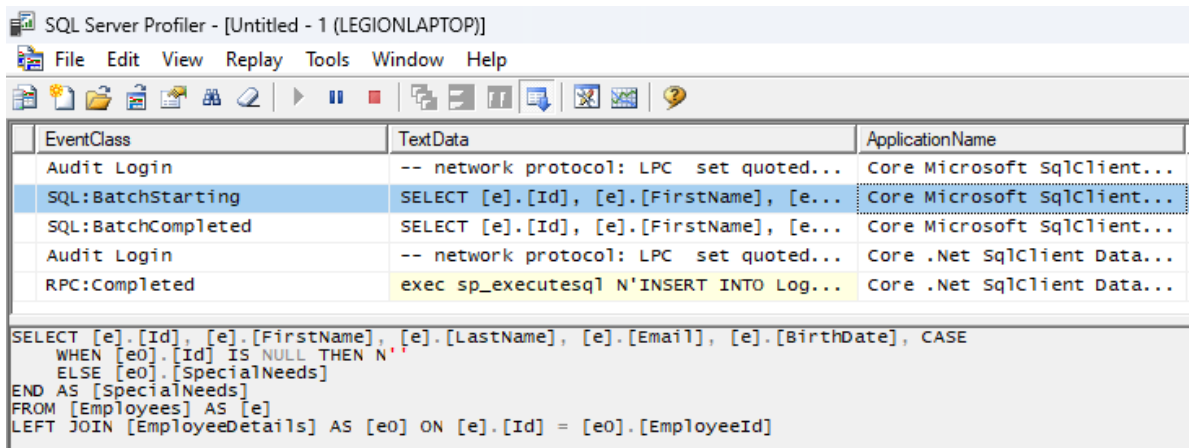 SQL Server Profiler - [Untitled - 1 (LEGIONLAPTOP)]
File Edit View Replay Tools Window Help
EventClass TextData ApplicationName
Audit Login -- network protocol: LPC set quoted... Core Microsoft SqlClient...
SQL:BatchStarting SELECT [e].[Id], [e].[FirstName], [e... Core Microsoft SqlClient...
SQL:BatchCompleted SELECT [e].[Id], [e].[FirstName], [e... Core Microsoft SqlClient...
Audit Login -- network protocol: LPC set quoted... Core .Net SqlClient Data...
RPC:Completed exec sp_executesql N'INSERT INTO Log... Core .Net SqlClient Data...
SELECT [e].[Id], [e].[FirstName], [e].[LastName], [e].[Email], [e].[BirthDate], CASE
WHEN [e0].[Id] IS NULL THEN N''
ELSE [e0].[SpecialNeeds]
END AS [SpecialNeeds]
FROM [Employees] AS [e]
LEFT JOIN [EmployeeDetails] AS [e0] ON [e].[Id] = [e0].[EmployeeId]